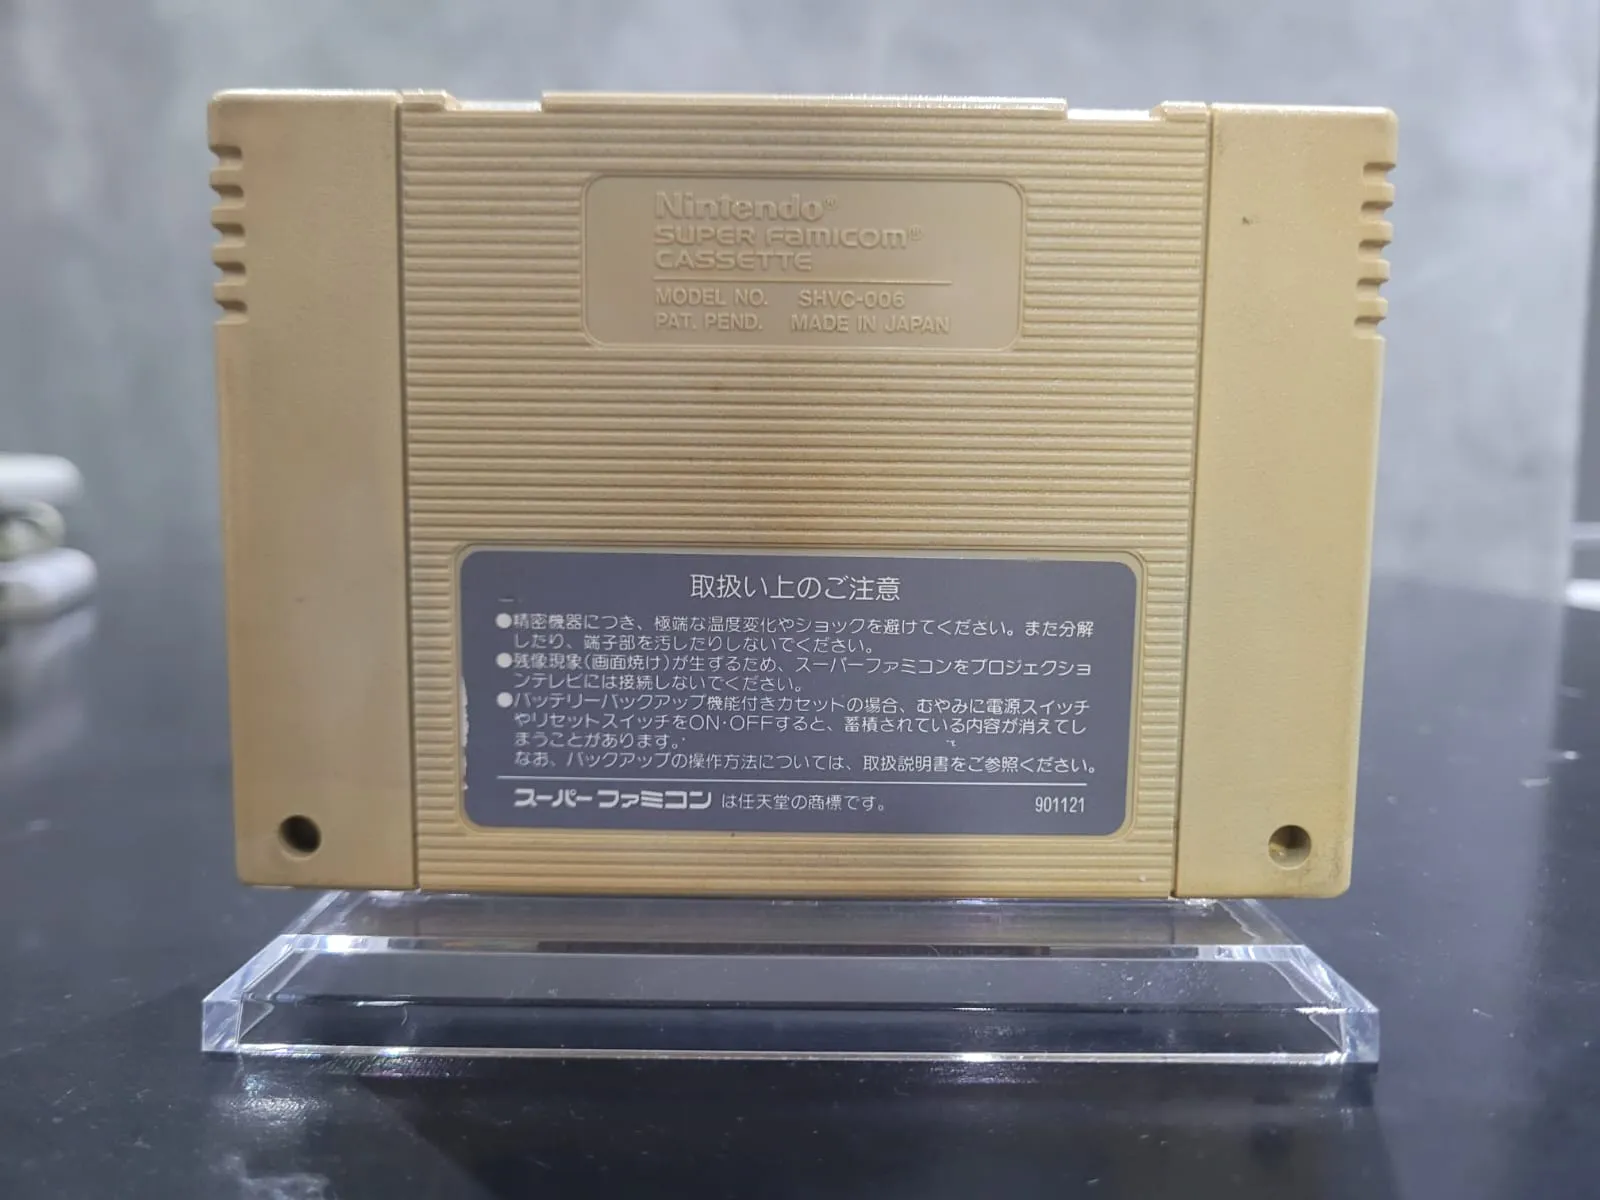 Nintendo®
SUPER FAMICOM®
CASSETTE
MODEL NO. SHVC-006
PAT. PEND. MADE IN JAPAN
取扱い上のご注意
●精密機器につき、極端な温度変化やショックを避けてください。また分解
したり、端子部を汚したりしないでください。
●残像現象(画面焼け)が生ずるため、スーパーファミコンをプロジェクショ
ンテレビには接続しないでください。
●バッテリーバックアップ機能付きカセットの場合、むやみに電源スイッチ
やリセットスイッチをON・OFFすると、蓄積されている内容が消えてし
まうことがあります。
なお、バックアップの操作方法については、取扱説明書をご参照ください。
スーパーファミコン は任天堂の商標です。 901121